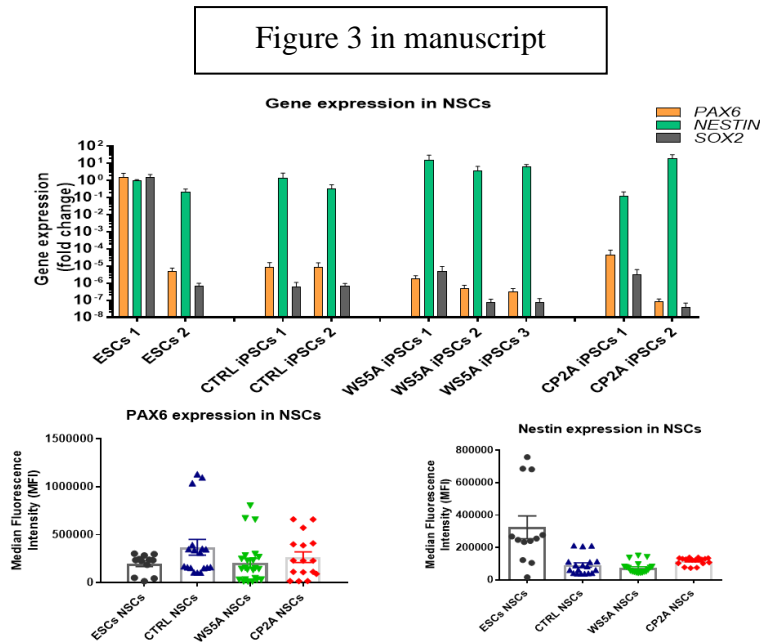 Figure 3 in manuscript
Gene expression in NSCs
PAX6
NESTIN
SOX2
Gene expression
(fold change)
10²
10¹
10⁰
10⁻¹
10⁻²
10⁻³
10⁻⁴
10⁻⁵
10⁻⁶
10⁻⁷
10⁻⁸
ESCs 1
ESCs 2
CTRL iPSCs 1
CTRL iPSCs 2
WS5A iPSCs 1
WS5A iPSCs 2
WS5A iPSCs 3
CP2A iPSCs 1
CP2A iPSCs 2
PAX6 expression in NSCs
Median Fluorescence
Intensity (MFI)
1500000
1000000
500000
0
ESCs NSCs
CTRL NSCs
WS5A NSCs
CP2A NSCs
Nestin expression in NSCs
Median Fluorescence
Intensity (MFI)
800000
600000
400000
200000
0
ESCs NSCs
CTRL NSCs
WS5A NSCs
CP2A NSCs